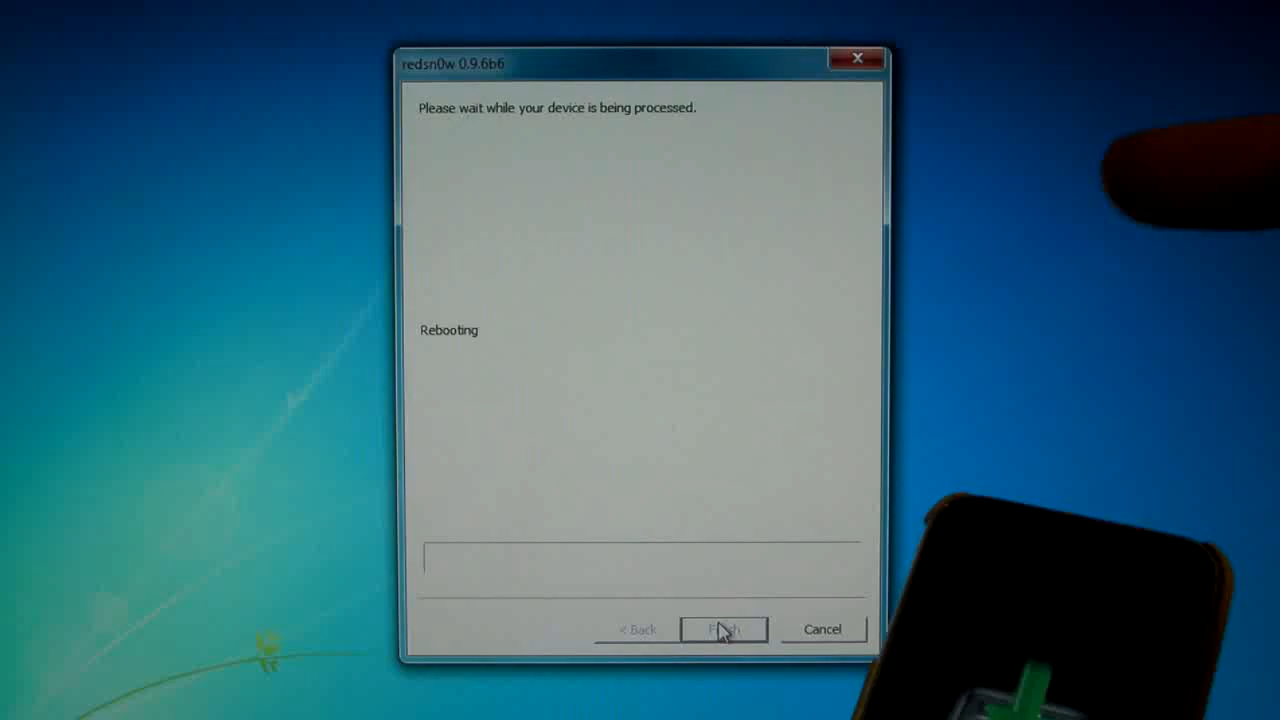 redsn0w 0.9.6b6
Please wait while your device is being processed.
Rebooting
< Back
Cancel